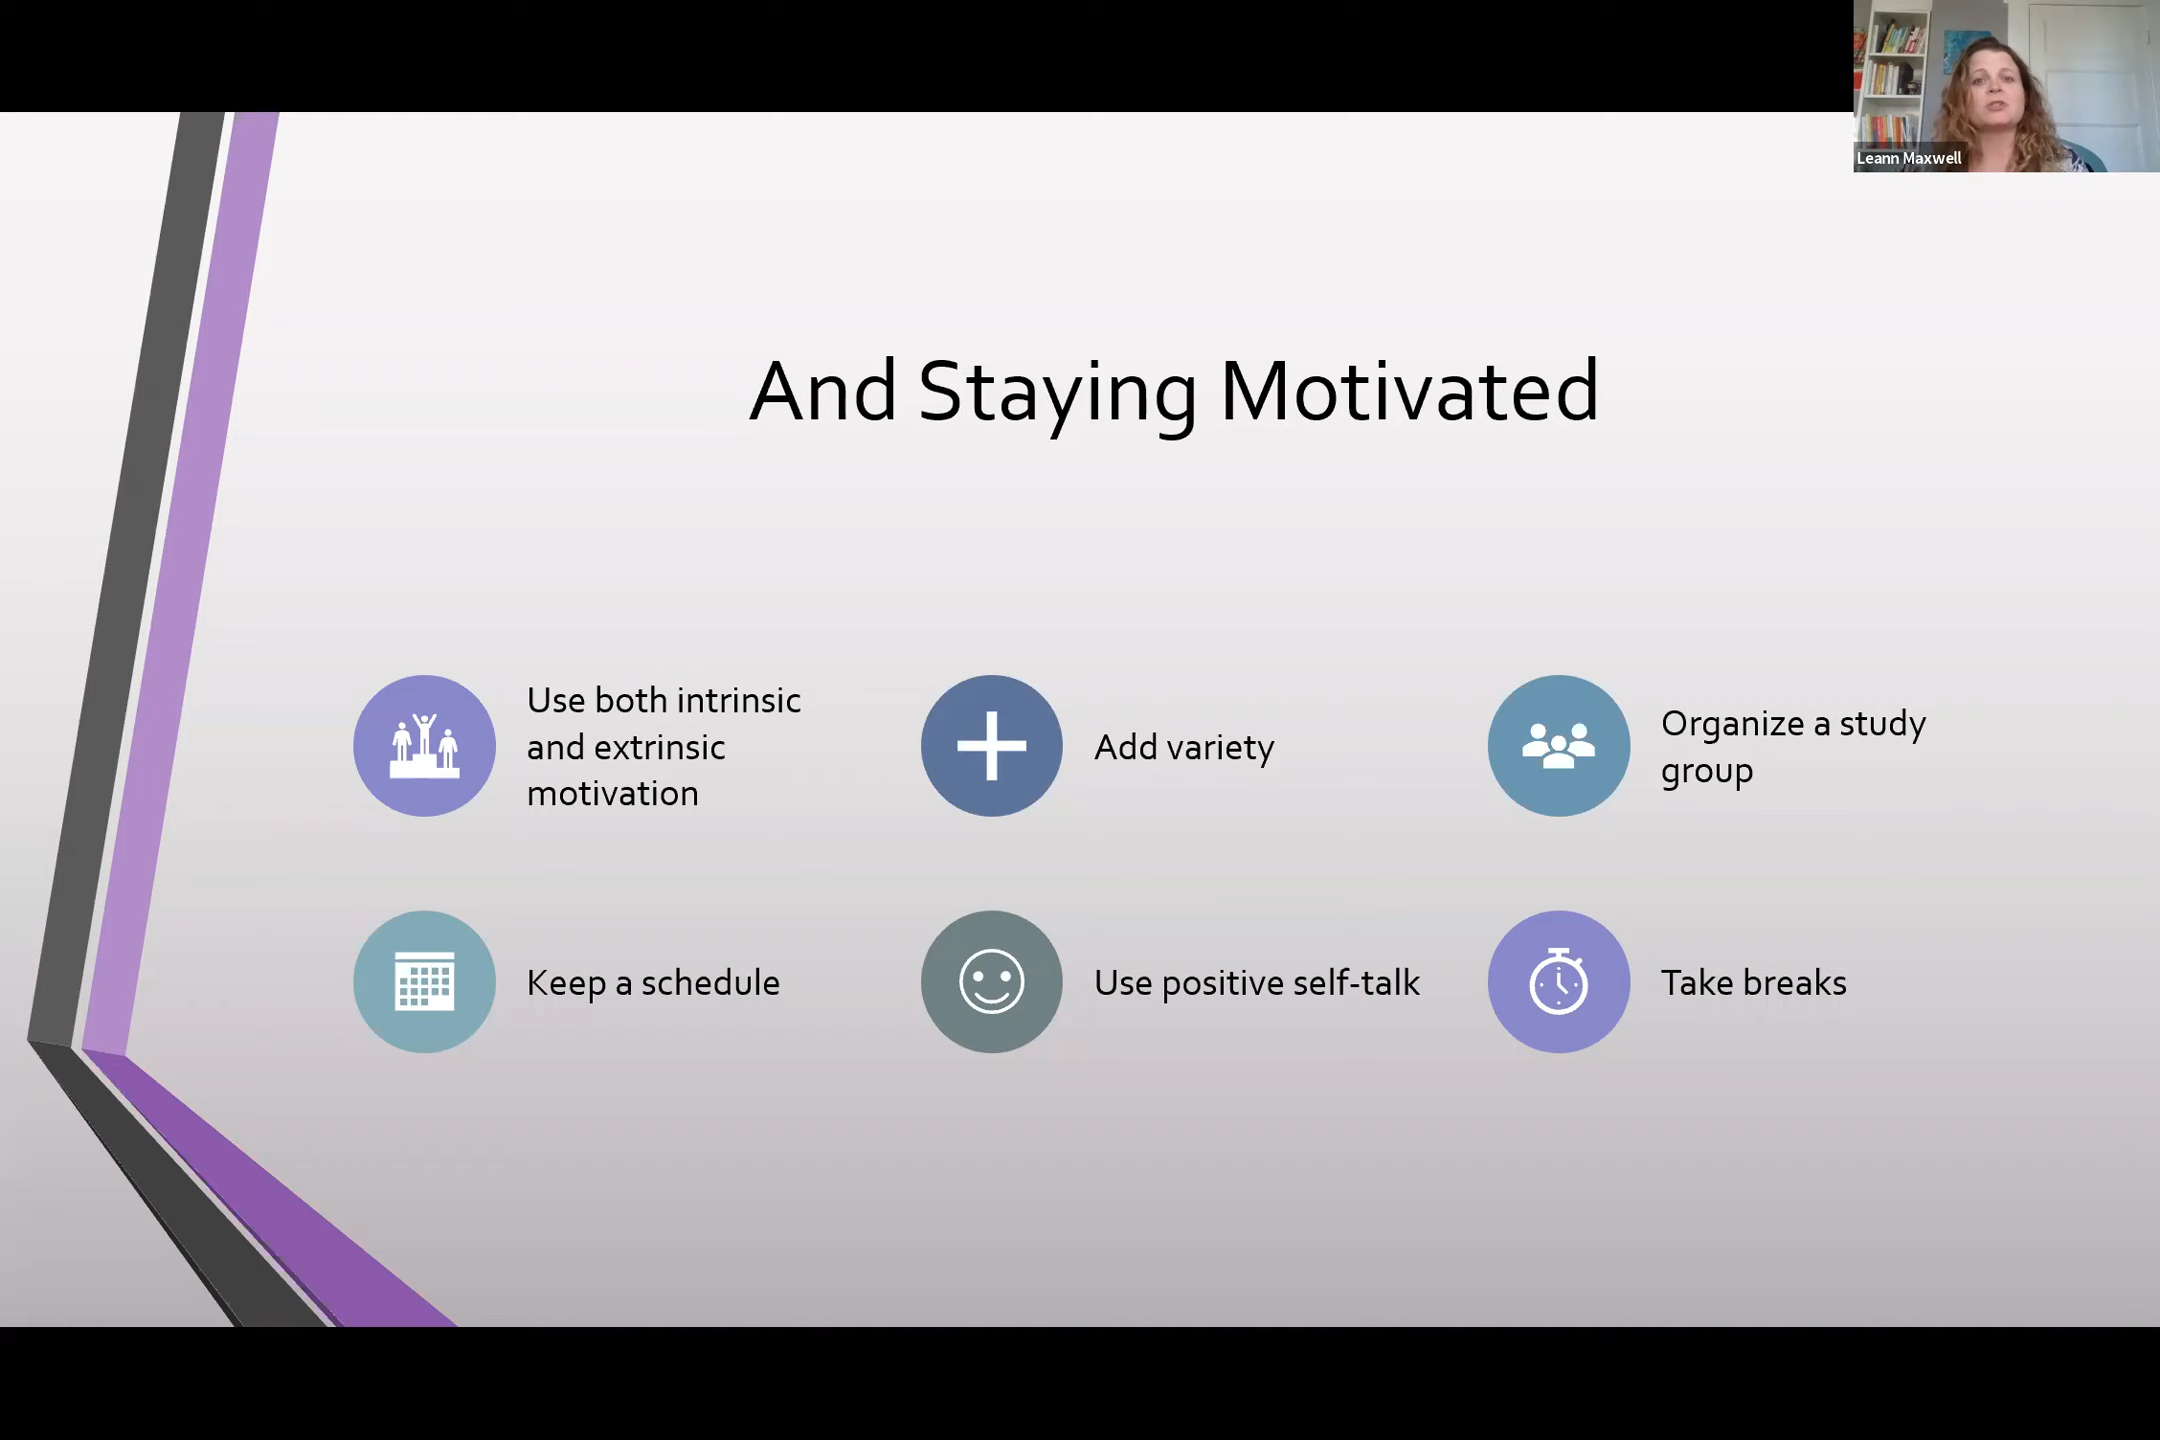 Leann Maxwell
And Staying Motivated
Use both intrinsic
and extrinsic
motivation
Add variety
Organize a study
group
Keep a schedule
Use positive self-talk
Take breaks